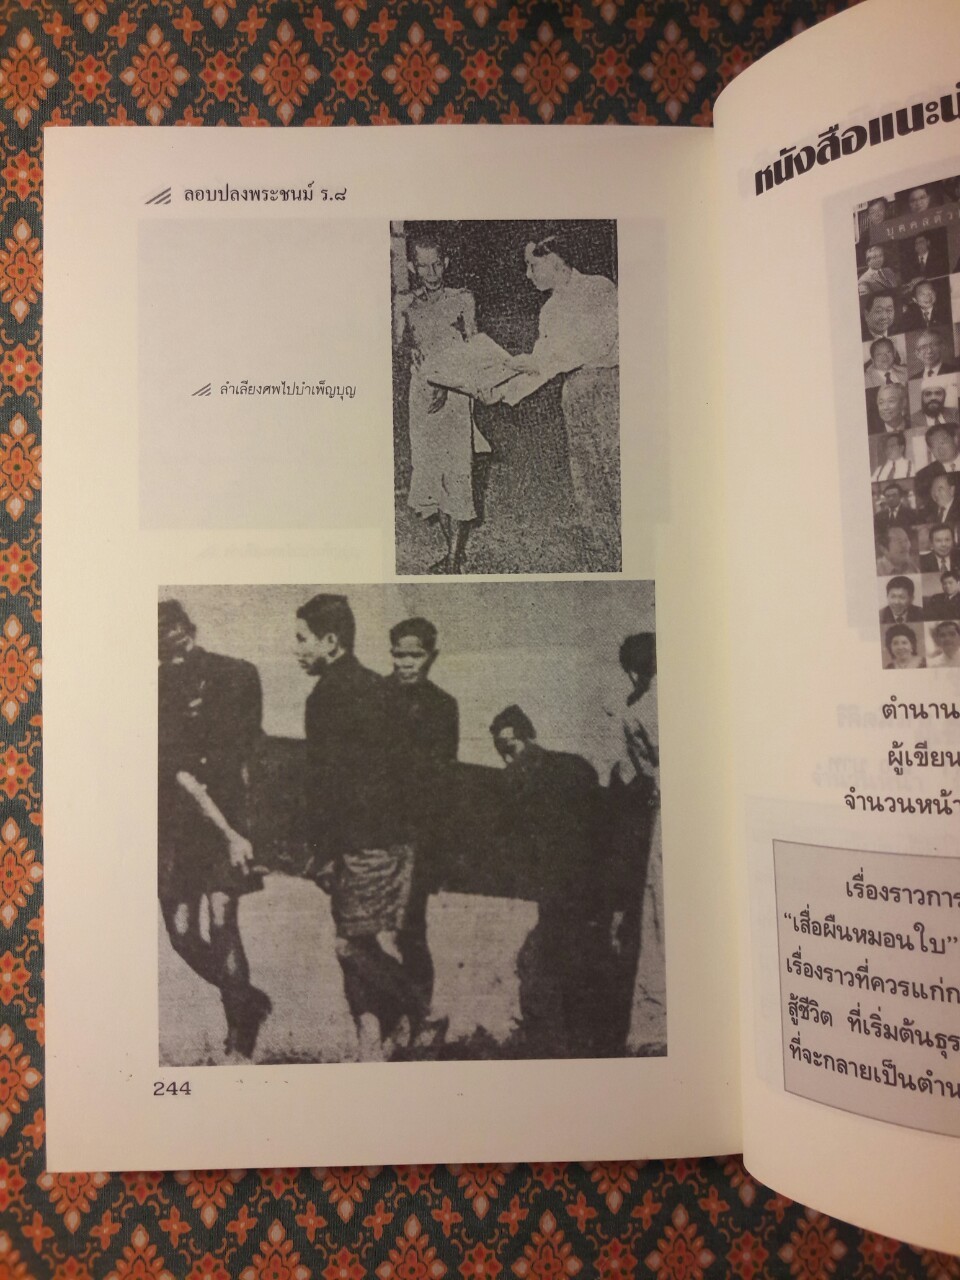 ลอบปลงพระชนม์ ร.๘
ลำเลียงศพไปบำเพ็ญบุญ
244
หนังสือแนะนำ
ตำนาน
ผู้เขียน
จำนวนหน้า
เรื่องราวการ
“เสื่อผืนหมอนใบ”
เรื่องราวที่ควรแก่ก
สู้ชีวิต ที่เริ่มต้นธุร
ที่จะกลายเป็นตำน